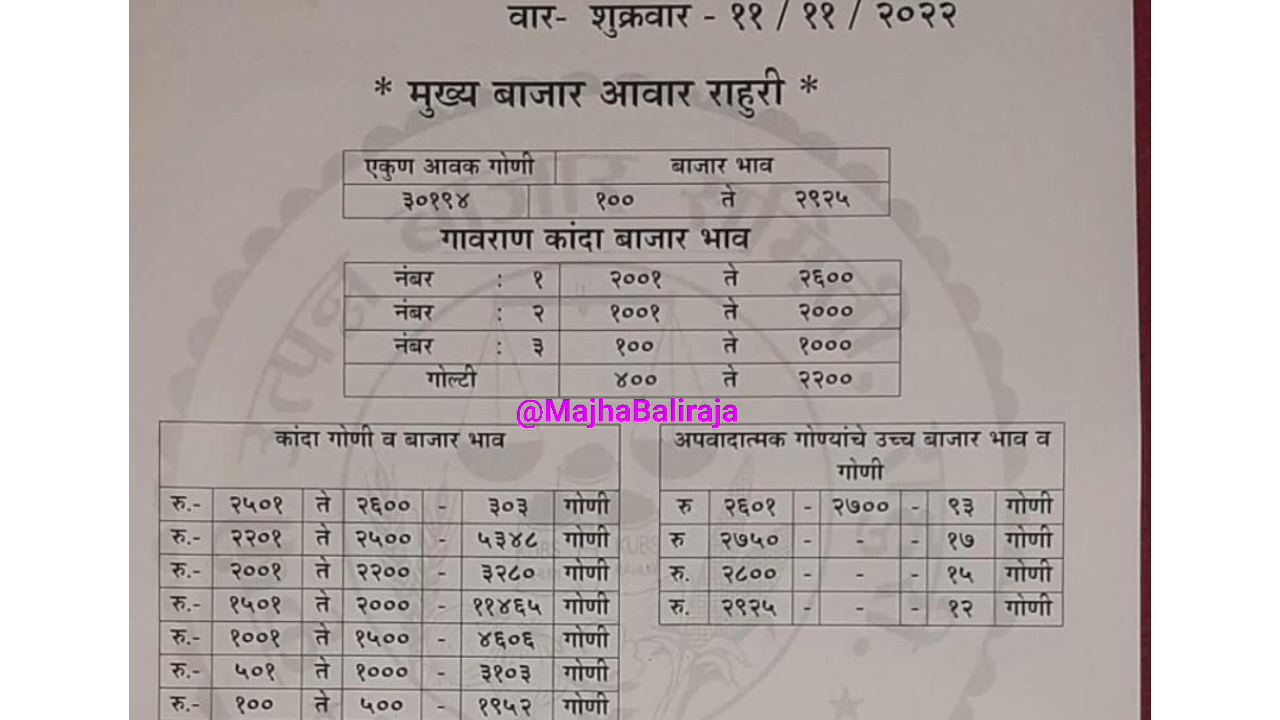 वार- शुक्रवार - ११ / ११ / २०२२
* मुख्य बाजार आवार राहुरी *
एकुण आवक गोणी बाजार भाव
३०१९४ १०० ते २९२५
गावराण कांदा बाजार भाव
नंबर : १ २००१ ते २६००
नंबर : २ १००१ ते २०००
नंबर : ३ १०० ते १०००
गोल्टी ४०० ते २२००
@MajhaBaliraja
कांदा गोणी व बाजार भाव
रु.- २५०१ ते २६०० - ३०३ गोणी
रु.- २२०१ ते २५०० - ५३४८ गोणी
रु.- २००१ ते २२०० - ३२८० गोणी
रु.- १५०१ ते २००० - ११४६५ गोणी
रु.- १००१ ते १५०० - ४६०६ गोणी
रु.- ५०१ ते १००० - ३१०३ गोणी
रु.- १०० ते ५०० - १९५२ गोणी
अपवादात्मक गोण्यांचे उच्च बाजार भाव व
गोणी
रु २६०१ - २७०० - ९३ गोणी
रु २७५० - - - १७ गोणी
रु. २८०० - - - १५ गोणी
रु. २९२५ - - - १२ गोणी